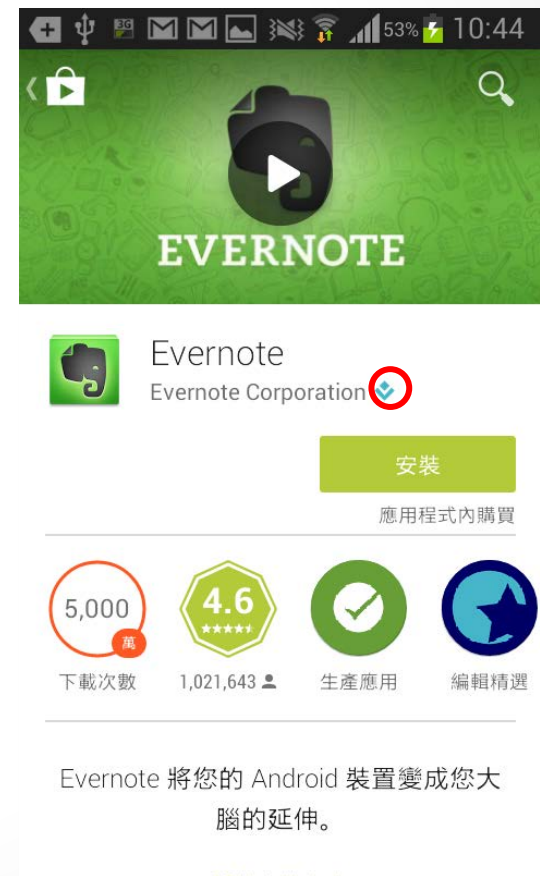 3G
53%
10:44
EVERNOTE
Evernote
Evernote Corporation
安裝
應用程式內購買
5,000
萬
下載次數
4.6
1,021,643
生產應用
編輯精選
Evernote 將您的 Android 裝置變成您大
腦的延伸。